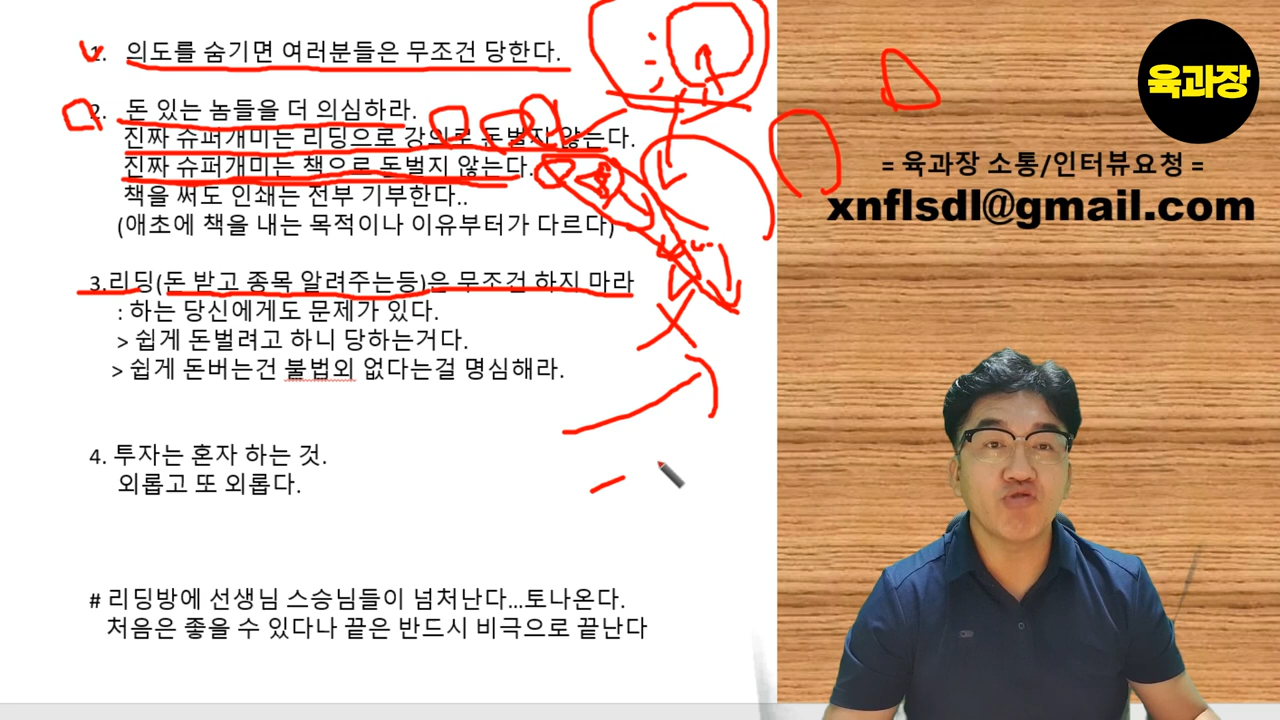 1. 의도를 숨기면 여러분들은 무조건 당한다.
2. 돈 있는 놈들을 더 의심하라.
진짜 슈퍼개미는 리딩으로 강의로 돈벌지 않는다.
진짜 슈퍼개미는 책으로 돈벌지 않는다.
책을 써도 인쇄는 전부 기부한다..
(애초에 책을 내는 목적이나 이유부터가 다르다)
3.리딩(돈 받고 종목 알려주는등)은 무조건 하지 마라
: 하는 당신에게도 문제가 있다.
> 쉽게 돈벌려고 하니 당하는거다.
> 쉽게 돈버는건 불법외 없다는걸 명심해라.
4. 투자는 혼자 하는 것.
외롭고 또 외롭다.
# 리딩방에 선생님 스승님들이 넘처난다...토나온다.
처음은 좋을 수 있다나 끝은 반드시 비극으로 끝난다
육과장
= 육과장 소통/인터뷰요청 =
xnflsdl@gmail.com